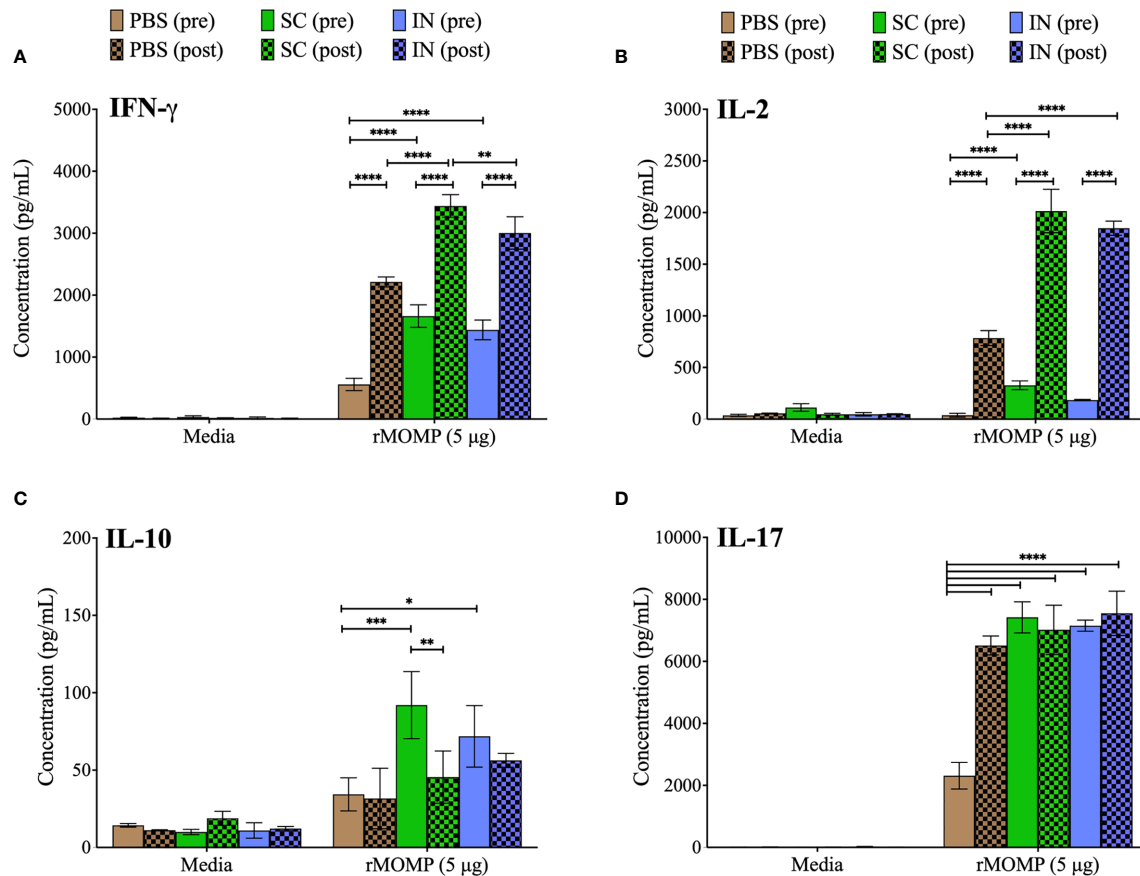 A
PBS (pre) SC (pre) IN (pre)
PBS (post) SC (post) IN (post)
IFN-γ
Concentration (pg/mL)
5000
4000
3000
2000
1000
0
**** ****
**** **
**** **** ****
Media rMOMP (5 µg)
B
PBS (pre) SC (pre) IN (pre)
PBS (post) SC (post) IN (post)
IL-2
Concentration (pg/mL)
3000
2500
2000
1500
1000
500
0
****
****
****
**** **** ****
Media rMOMP (5 µg)
C
IL-10
Concentration (pg/mL)
200
150
100
50
0
*
***
**
Media rMOMP (5 µg)
D
IL-17
Concentration (pg/mL)
10000
8000
6000
4000
2000
0
****
Media rMOMP (5 µg)